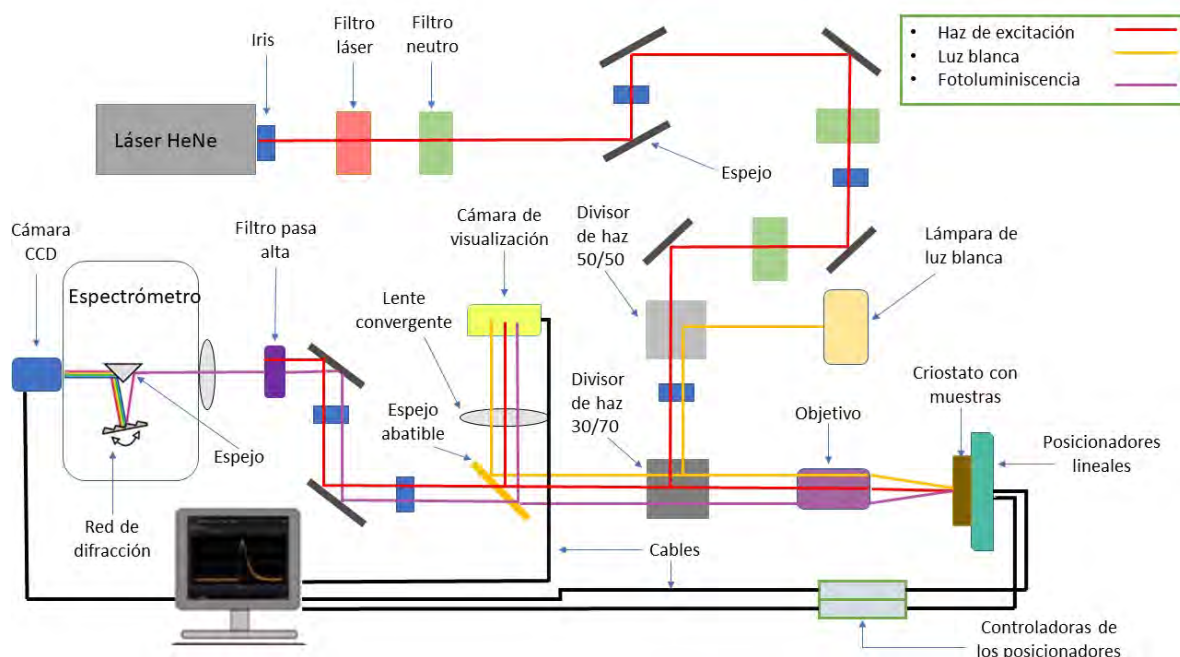 Iris
Filtro
láser
Filtro
neutro
• Haz de excitación
• Luz blanca
• Fotoluminiscencia
Láser HeNe
Espejo
Cámara
CCD
Filtro pasa
alta
Cámara de
visualización
Divisor
de haz
50/50
Lámpara de
luz blanca
Espectrómetro
Lente
convergente
Espejo
abatible
Divisor
de haz
30/70
Objetivo
Criostato con
muestras
Posicionadores
lineales
Espejo
Red de
difracción
Cables
Controladoras de
los posicionadores